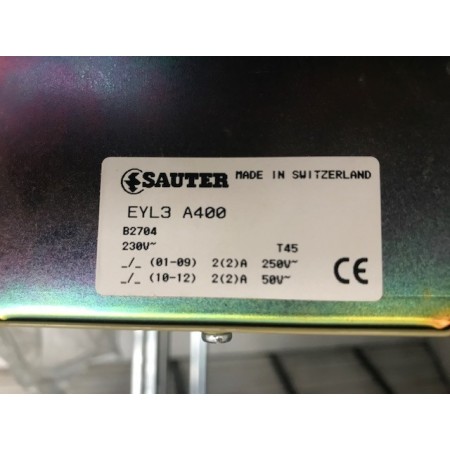 SAUTER MADE IN SWITZERLAND
EYL3 A400
B2704
230V~ T45
_/_ (01-09) 2(2)A 250V~
_/_ (10-12) 2(2)A 50V~
CE